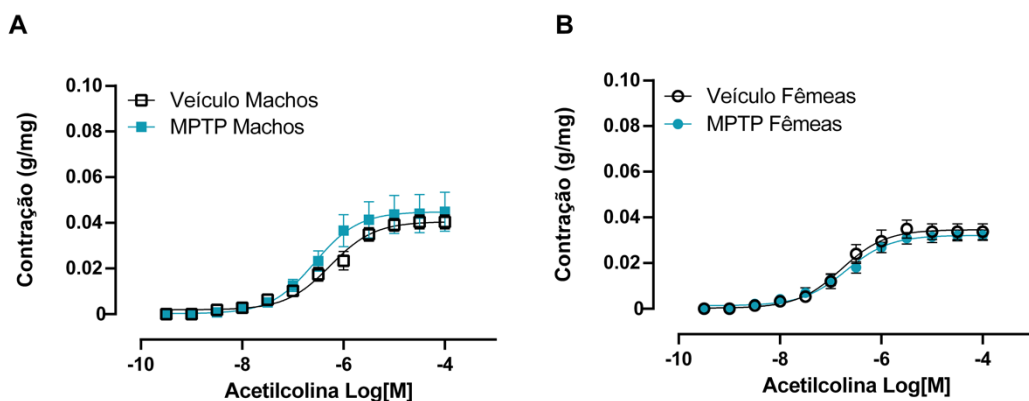 A
Contração (g/mg)
0.10
0.08
0.06
0.04
0.02
0
Veículo Machos
MPTP Machos
-10
-8
-6
-4
Acetilcolina Log[M]
B
Contração (g/mg)
0.10
0.08
0.06
0.04
0.02
0
Veículo Fêmeas
MPTP Fêmeas
-10
-8
-6
-4
Acetilcolina Log[M]